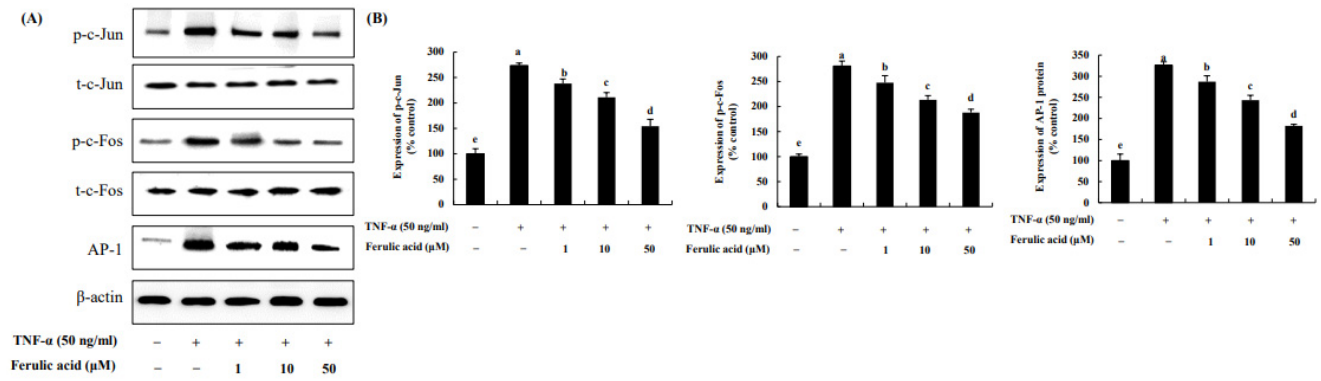 (A)
p-c-Jun
t-c-Jun
p-c-Fos
t-c-Fos
AP-1
β-actin
TNF-α (50 ng/ml) – + + + +
Ferulic acid (μM) – – 1 10 50
(B)
Expression of p-c-Jun
(% control)
300
250
200
150
100
50
0
e a b c d
TNF-α (50 ng/ml) – + + + +
Ferulic acid (μM) – – 1 10 50
Expression of p-c-Fos
(% control)
300
250
200
150
100
50
0
e a b c d
TNF-α (50 ng/ml) – + + + +
Ferulic acid (μM) – – 1 10 50
Expression of AP-1 protein
(% control)
350
300
250
200
150
100
50
0
e a b c d
TNF-α (50 ng/ml) – + + + +
Ferulic acid (μM) – – 1 10 50